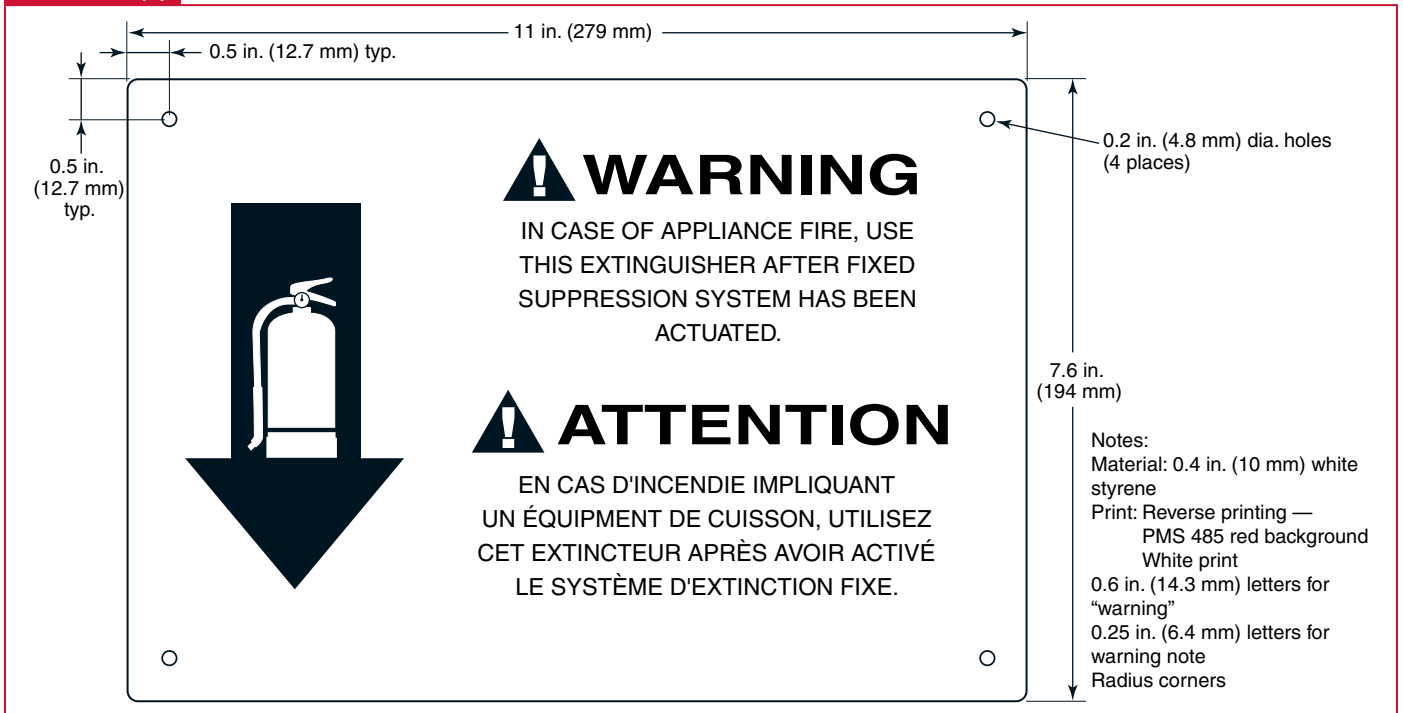 11 in. (279 mm)
0.5 in. (12.7 mm) typ.
0.5 in.
(12.7 mm)
typ.
0.2 in. (4.8 mm) dia. holes
(4 places)
WARNING
IN CASE OF APPLIANCE FIRE, USE
THIS EXTINGUISHER AFTER FIXED
SUPPRESSION SYSTEM HAS BEEN
ACTUATED.
7.6 in.
(194 mm)
ATTENTION
EN CAS D'INCENDIE IMPLIQUANT
UN ÉQUIPMENT DE CUISSON, UTILISEZ
CET EXTINCTEUR APRÈS AVOIR ACTIVÉ
LE SYSTÈME D'EXTINCTION FIXE.
Notes:
Material: 0.4 in. (10 mm) white
styrene
Print: Reverse printing —
PMS 485 red background
White print
0.6 in. (14.3 mm) letters for
“warning”
0.25 in. (6.4 mm) letters for
warning note
Radius corners